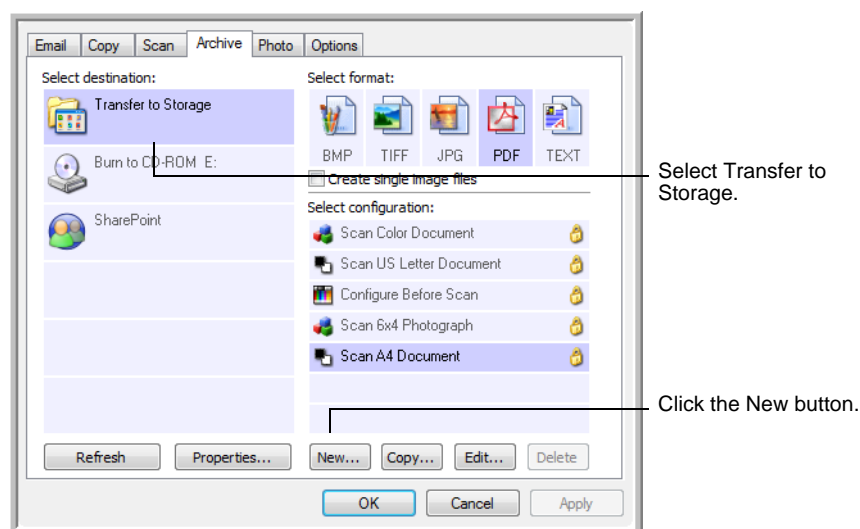 Email Copy Scan Archive Photo Options
Select destination:
Transfer to Storage
Burn to CD-ROM E:
SharePoint
Select format:
BMP TIFF JPG PDF TEXT
Create single image files
Select configuration:
Scan Color Document
Scan US Letter Document
Configure Before Scan
Scan 6x4 Photograph
Scan A4 Document
Refresh Properties... New... Copy... Edit... Delete
OK Cancel Apply
Select Transfer to
Storage.
Click the New button.